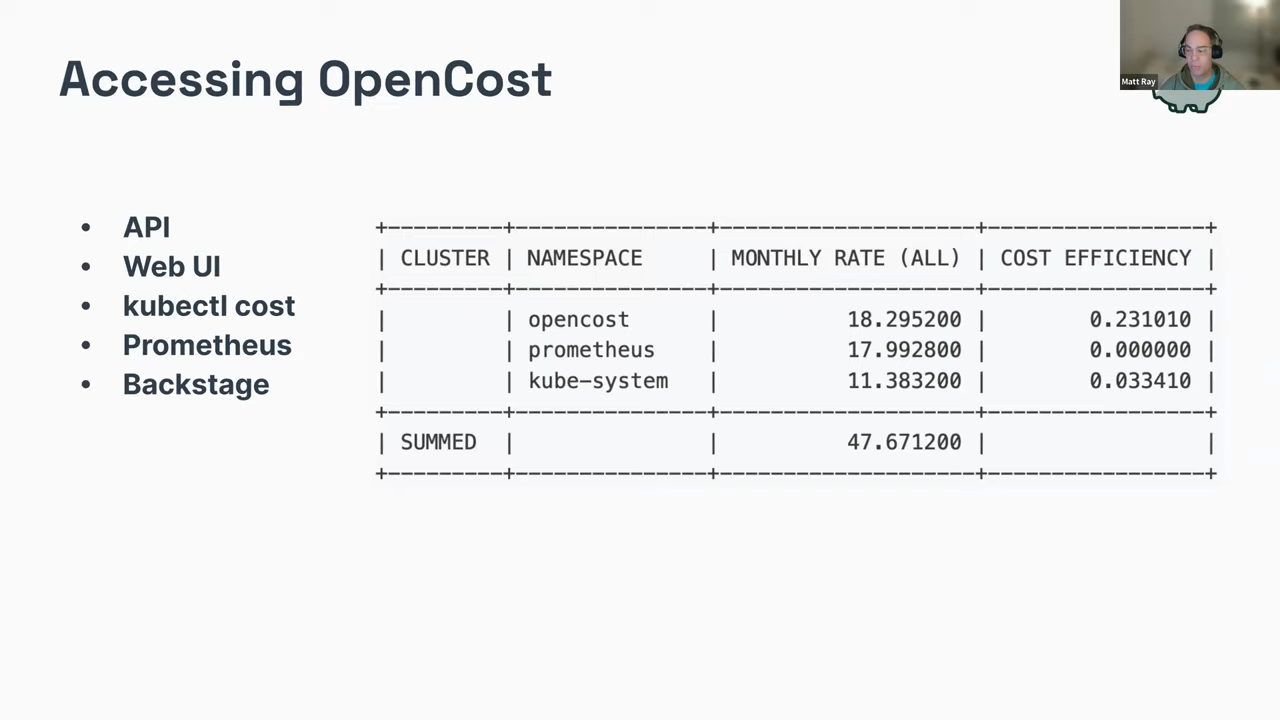 Accessing OpenCost
Matt Ray
• API
• Web UI
• kubectl cost
• Prometheus
• Backstage
+---------+----------------+---------------------+-----------------+
| CLUSTER | NAMESPACE | MONTHLY RATE (ALL) | COST EFFICIENCY |
+---------+----------------+---------------------+-----------------+
| | opencost | 18.295200 | 0.231010 |
| | prometheus | 17.992800 | 0.000000 |
| | kube-system | 11.383200 | 0.033410 |
+---------+----------------+---------------------+-----------------+
| SUMMED | | 47.671200 | |
+---------+----------------+---------------------+-----------------+